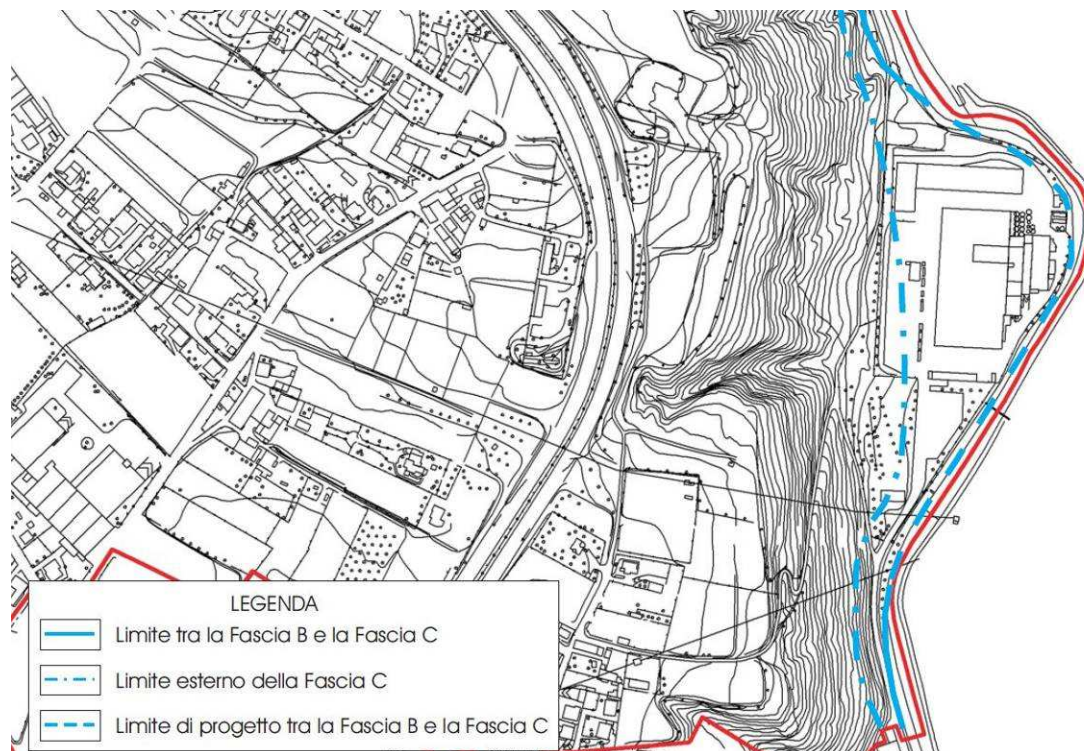 LEGENDA
Limite tra la Fascia B e la Fascia C
Limite esterno della Fascia C
Limite di progetto tra la Fascia B e la Fascia C